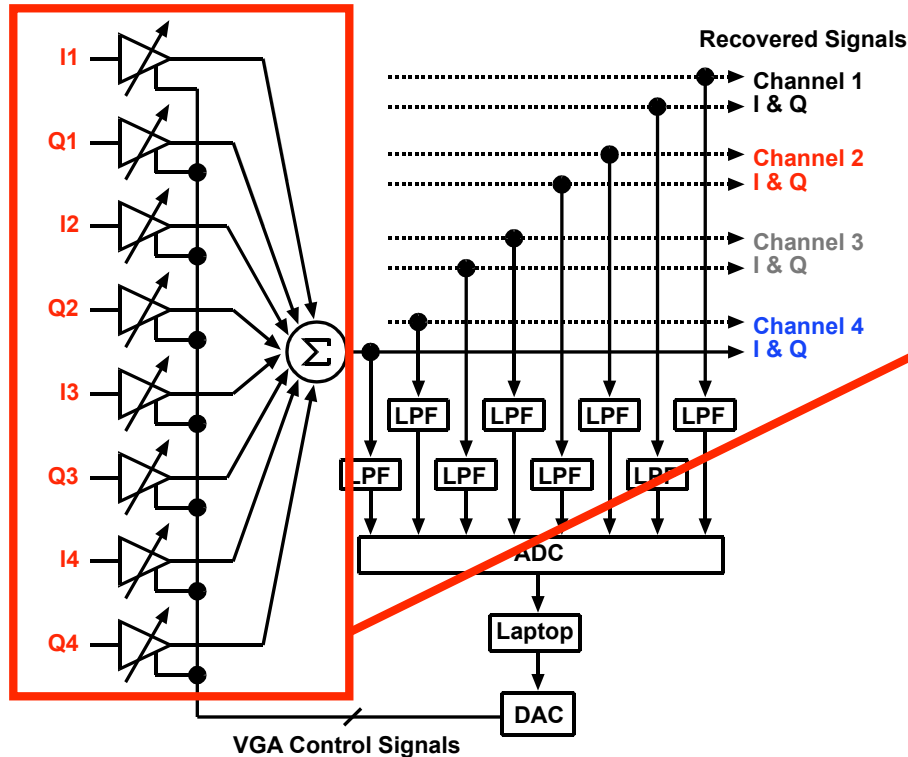 Recovered Signals
I1
Q1
I2
Q2
I3
Q3
I4
Q4
Σ
Channel 1
I & Q
Channel 2
I & Q
Channel 3
I & Q
Channel 4
I & Q
LPF LPF LPF LPF
LPF LPF LPF LPF
ADC
Laptop
DAC
VGA Control Signals